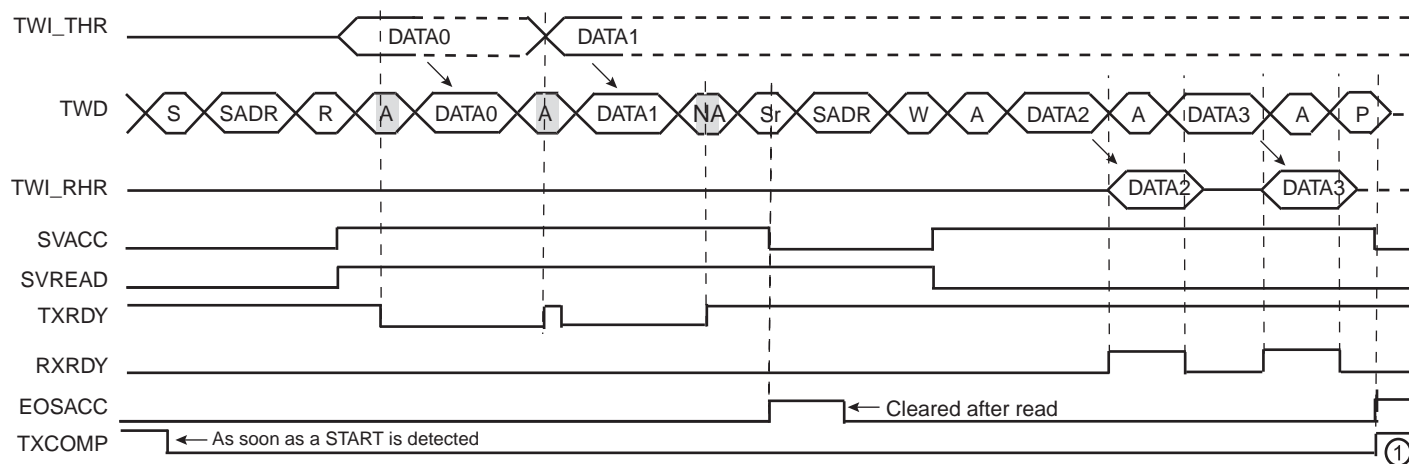 TWI_THR DATA0 DATA1
TWD S SADR R A DATA0 A DATA1 NA Sr SADR W A DATA2 A DATA3 A P
TWI_RHR DATA2 DATA3
SVACC
SVREAD
TXRDY
RXRDY
EOSACC Cleared after read
TXCOMP As soon as a START is detected 1